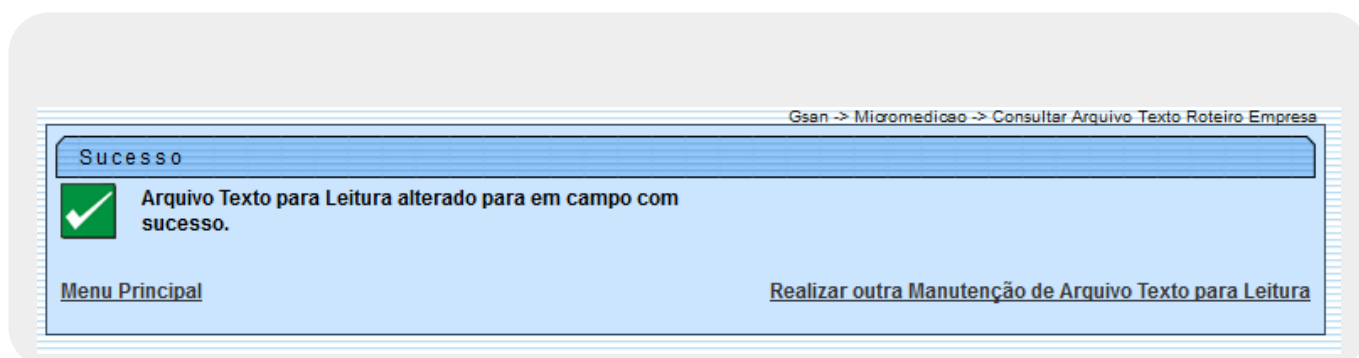 Gsan -> Micromedicao -> Consultar Arquivo Texto Roteiro Empresa
Sucesso
Arquivo Texto para Leitura alterado para em campo com
sucesso.
Menu Principal
Realizar outra Manutenção de Arquivo Texto para Leitura